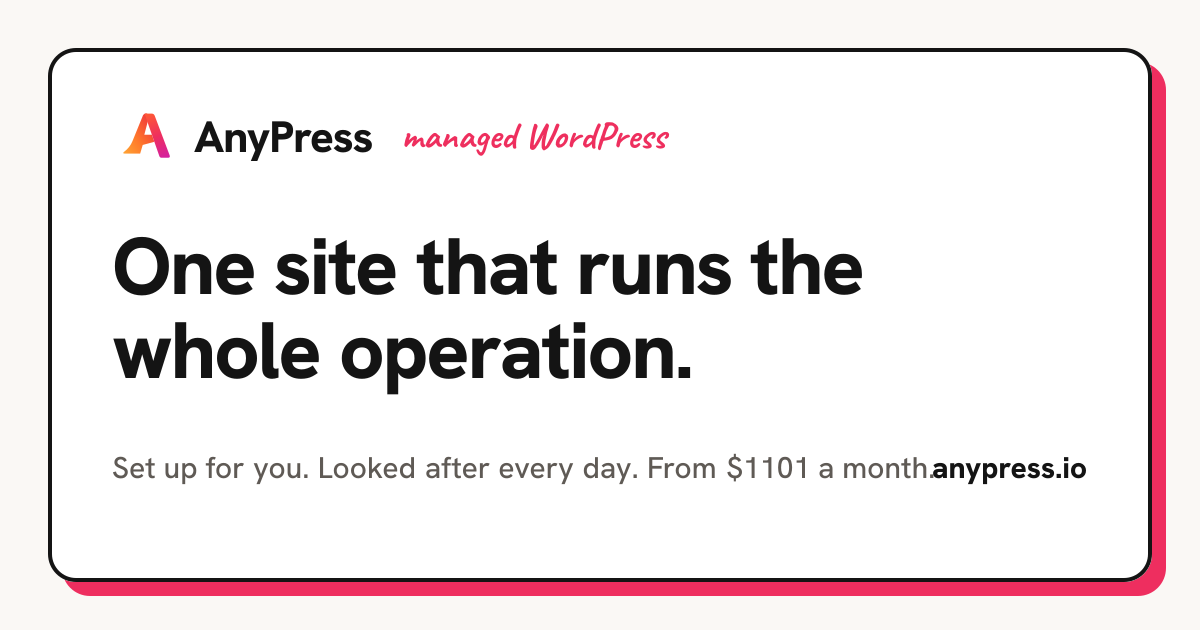 AnyPress managed WordPress
One site that runs the
whole operation.
Set up for you. Looked after every day. From $1101 a month.anypress.io